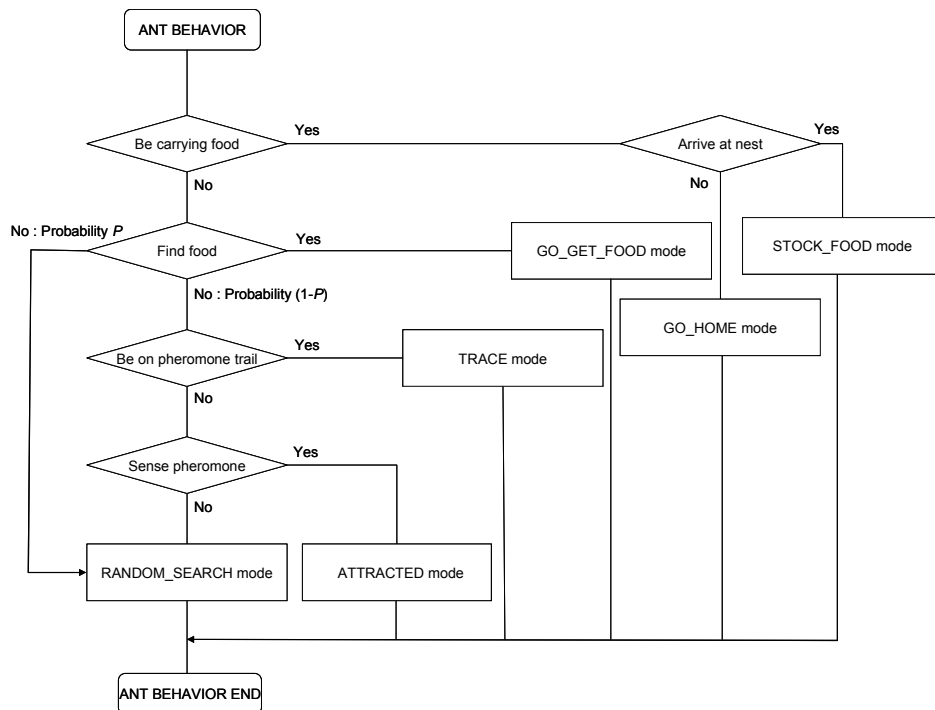 ANT BEHAVIOR
Be carrying food
Yes
Arrive at nest
Yes
No
No
No : Probability P
Find food
Yes
GO_GET_FOOD mode
STOCK_FOOD mode
No : Probability (1-P)
GO_HOME mode
Be on pheromone trail
Yes
TRACE mode
No
Sense pheromone
Yes
No
RANDOM_SEARCH mode
ATTRACTED mode
ANT BEHAVIOR END